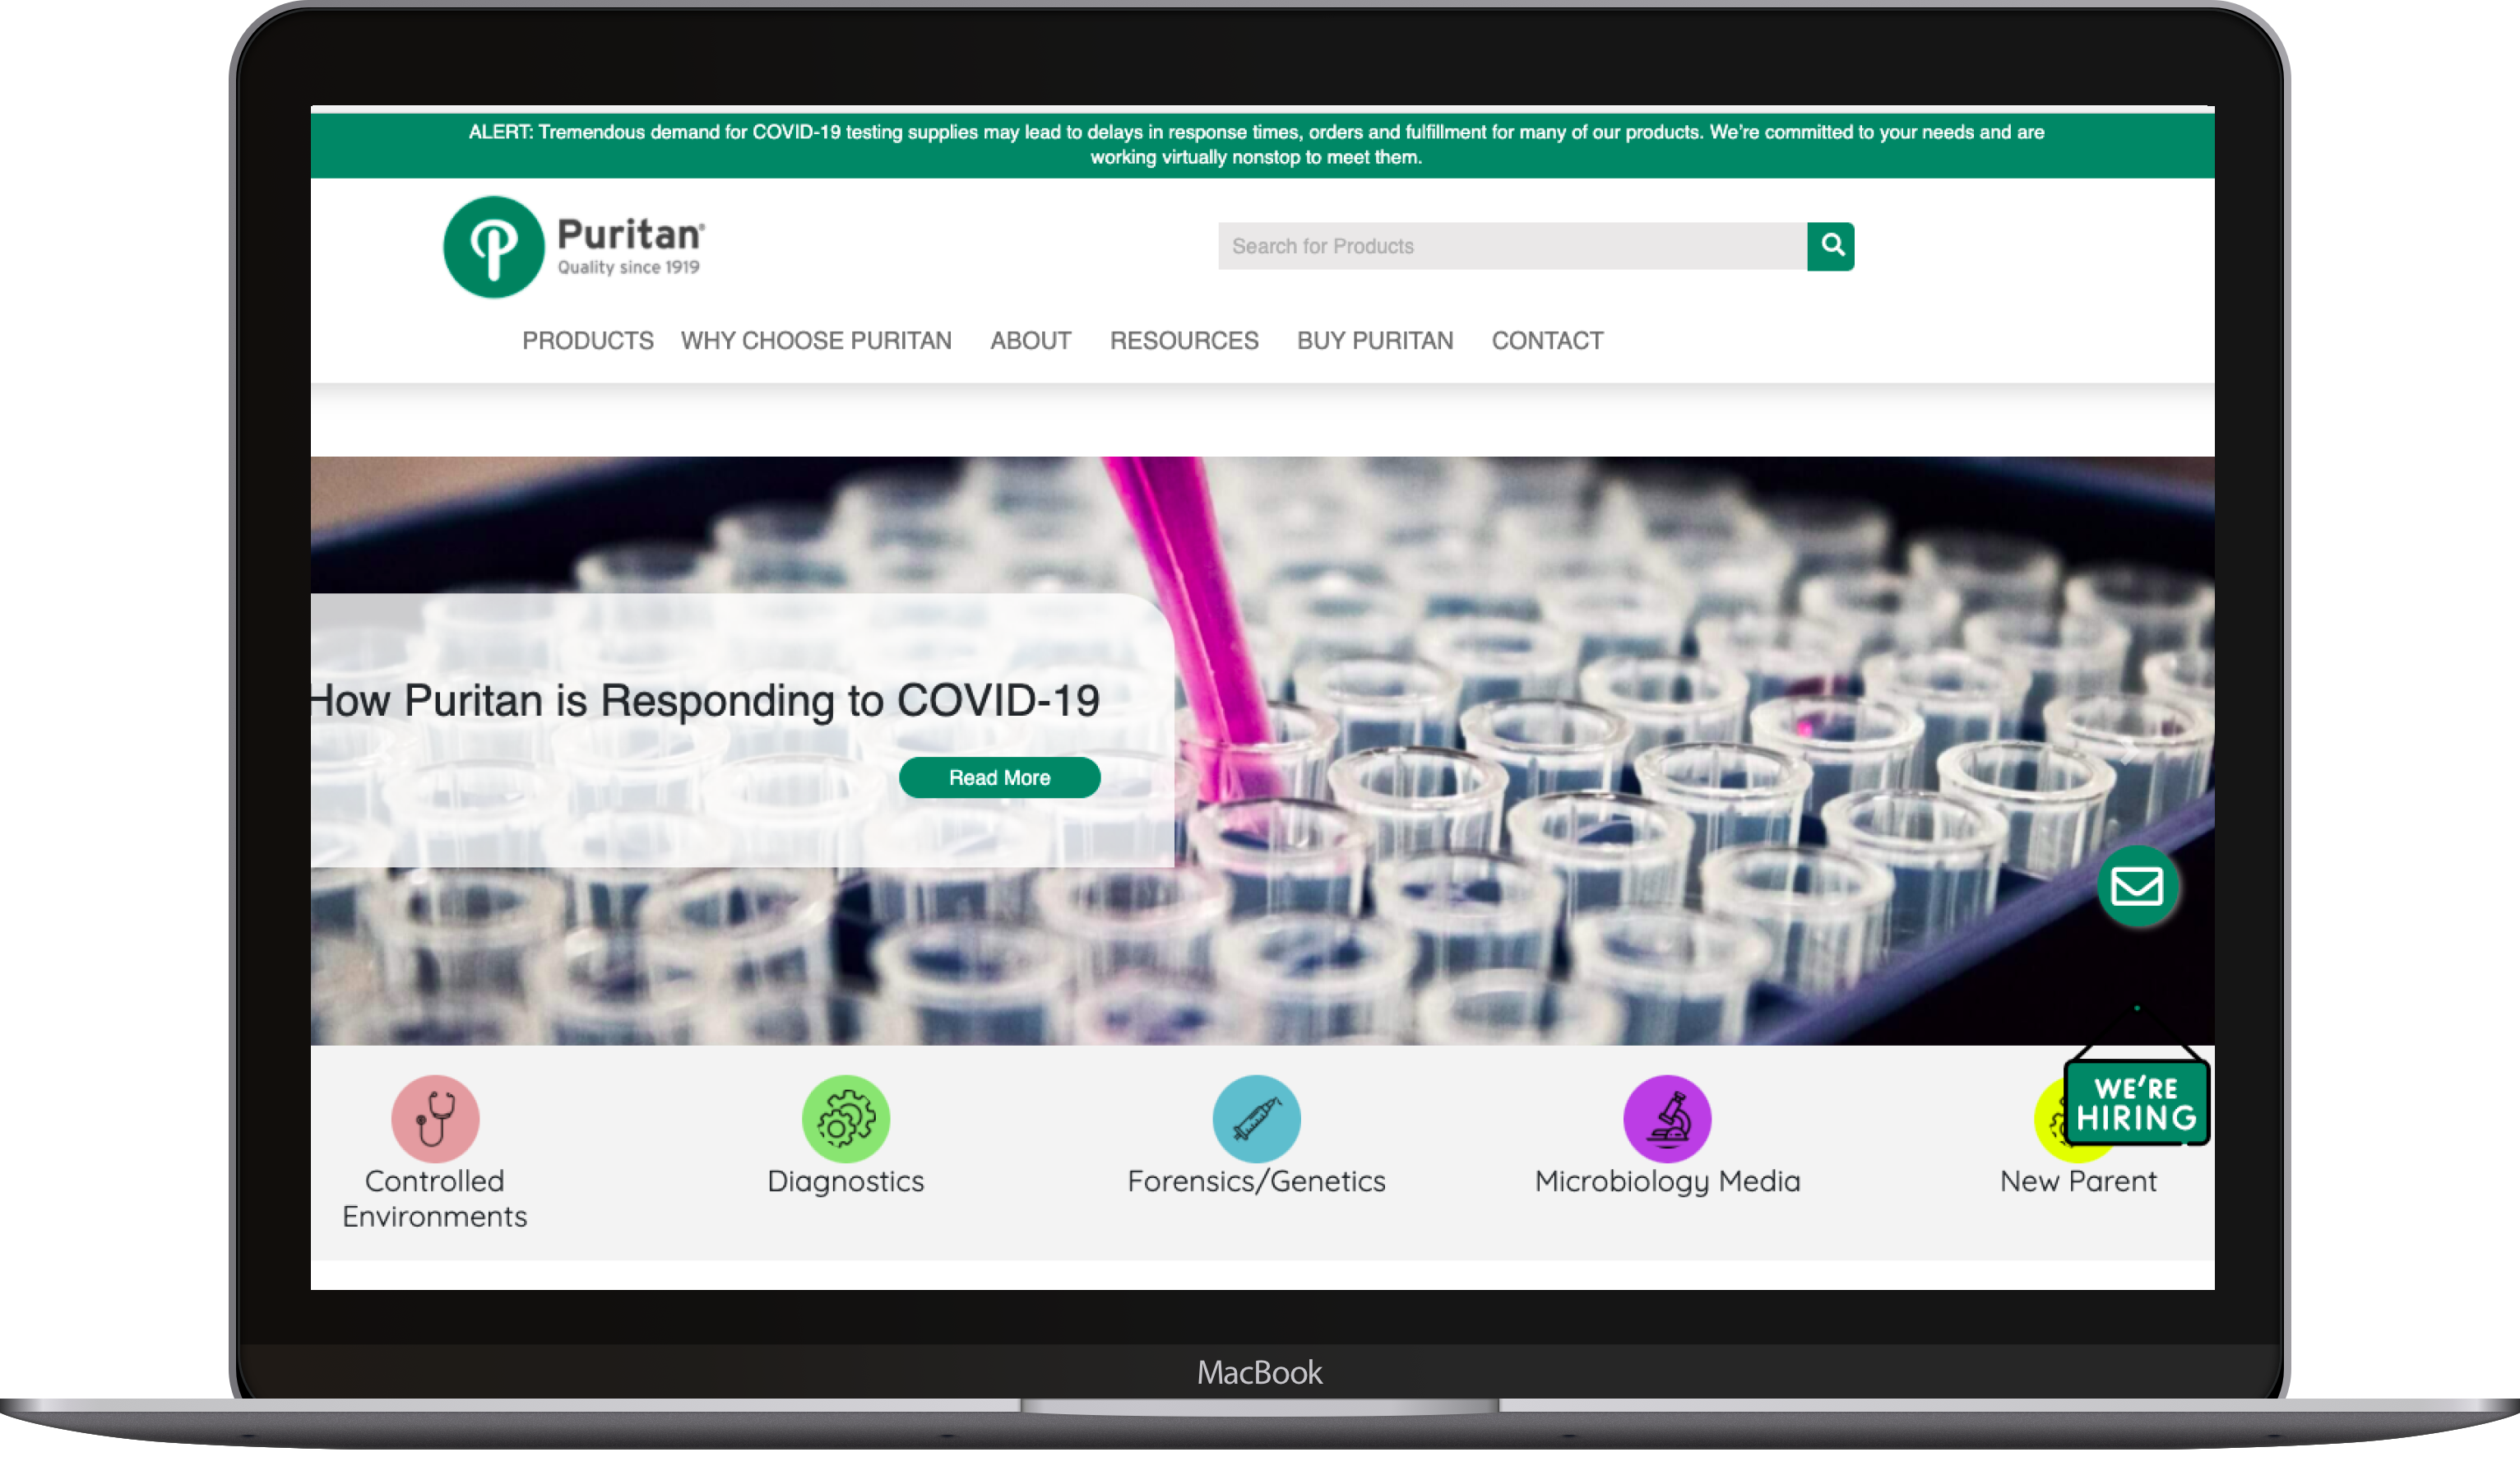 ALERT: Tremendous demand for COVID-19 testing supplies may lead to delays in response times, orders and fulfillment for many of our products. We're committed to your needs and are
working virtually nonstop to meet them.
Puritan®
Quality since 1919
Search for Products
PRODUCTS WHY CHOOSE PURITAN ABOUT RESOURCES BUY PURITAN CONTACT
How Puritan is Responding to COVID-19
Read More
WE'RE
HIRING
Controlled
Environments
Diagnostics
Forensics/Genetics
Microbiology Media
New Parent
MacBook